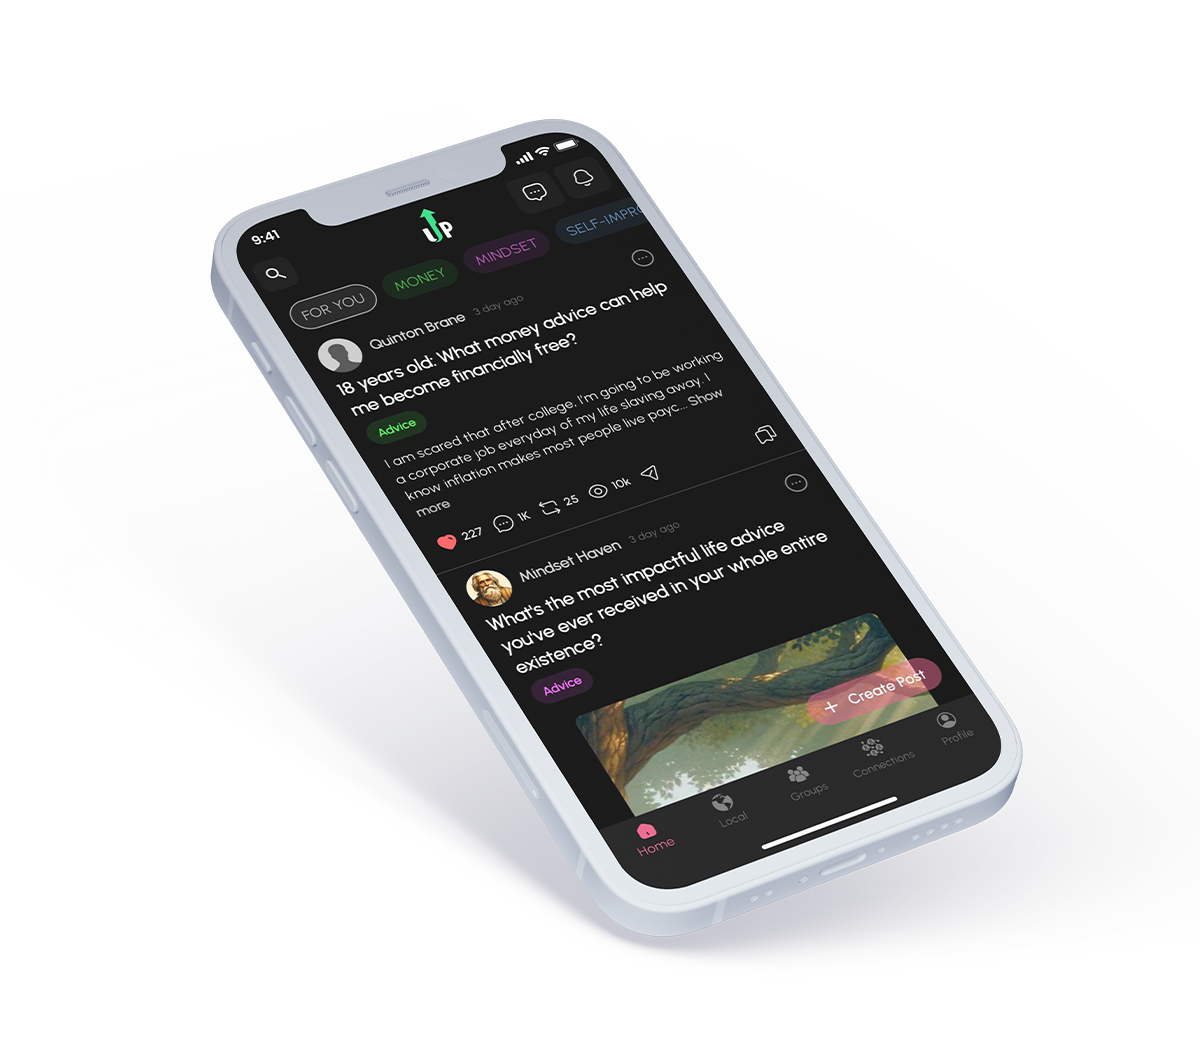 9:41
UP
FOR YOU
MONEY
MINDSET
SELF-IMPRO
Quinton Brane 3 day ago
18 years old: What money advice can help
me become financially free?
Advice
I am scared that after college, I'm going to be working
a corporate job everyday of my life slaving away. I
know inflation makes most people live payc... Show
more
227
1K
25
10k
Mindset Haven 3 day ago
What's the most impactful life advice
you've ever received in your whole entire
existence?
Advice
+ Create Post
Home
Local
Groups
Connections
Profile